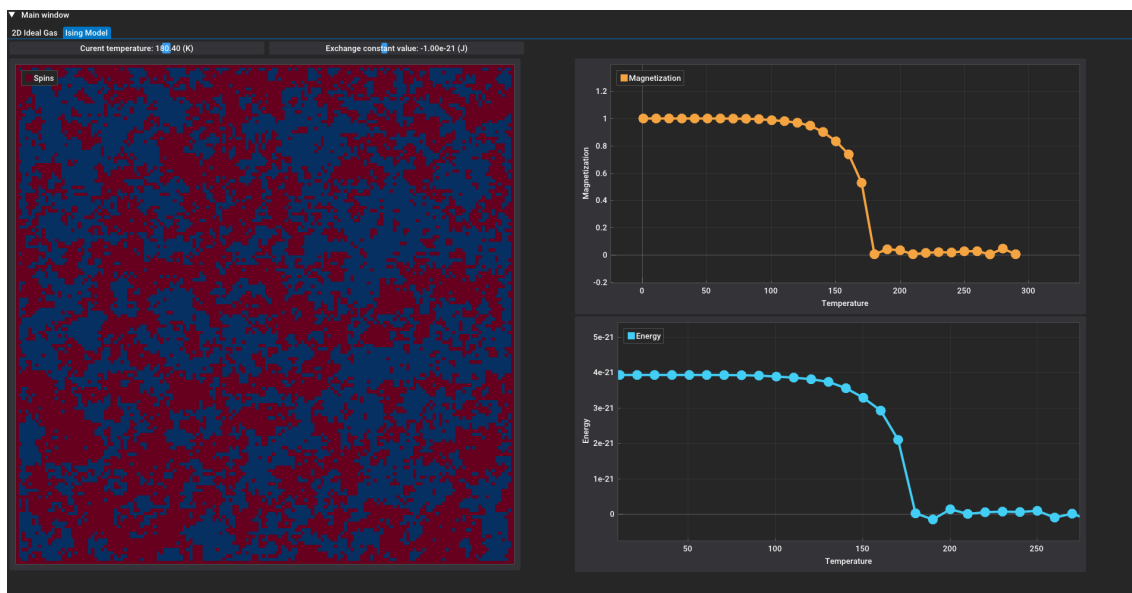 ▼ Main window
2D Ideal Gas Ising Model
Curent temperature: 180.40 (K) Exchange constant value: -1.00e-21 (J)
Spins
Magnetization
1.2
1
0.8
0.6
0.4
0.2
0
-0.2
Magnetization
0 50 100 150 200 250 300
Temperature
Energy
5e-21
4e-21
3e-21
2e-21
1e-21
0
Energy
50 100 150 200 250
Temperature